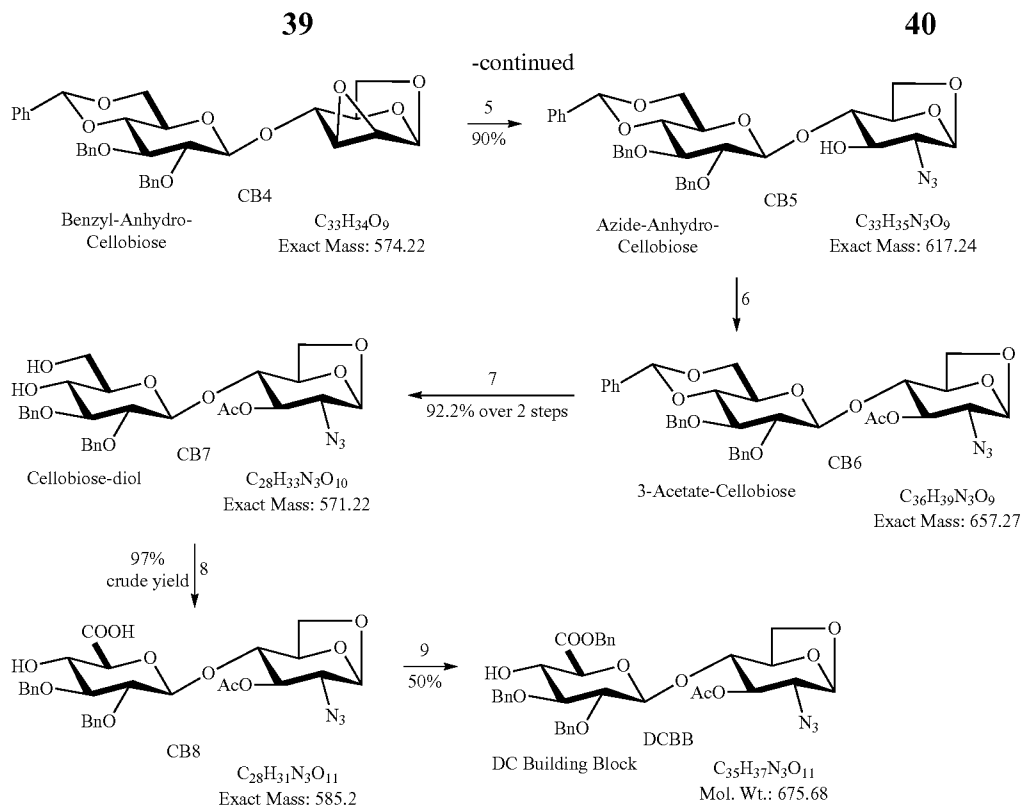 39
40
-continued
O
O
Ph
O
O
BnO
BnO
O
O
O
O
CB4
Benzyl-Anhydro-
Cellobiose
C33H34O9
Exact Mass: 574.22
5
90%
O
O
Ph
O
O
BnO
BnO
O
O
O
HO
N3
CB5
Azide-Anhydro-
Cellobiose
C33H35N3O9
Exact Mass: 617.24
6
HO
HO
O
BnO
BnO
O
O
O
AcO
N3
CB7
Cellobiose-diol
C28H33N3O10
Exact Mass: 571.22
7
92.2% over 2 steps
O
O
Ph
O
O
BnO
BnO
O
O
O
AcO
N3
CB6
3-Acetate-Cellobiose
C36H39N3O9
Exact Mass: 657.27
97%
crude yield
8
COOH
HO
O
BnO
BnO
O
O
O
AcO
N3
CB8
C28H31N3O11
Exact Mass: 585.2
9
50%
COOBn
HO
O
BnO
BnO
O
O
O
AcO
N3
DCBB
DC Building Block
C35H37N3O11
Mol. Wt.: 675.68